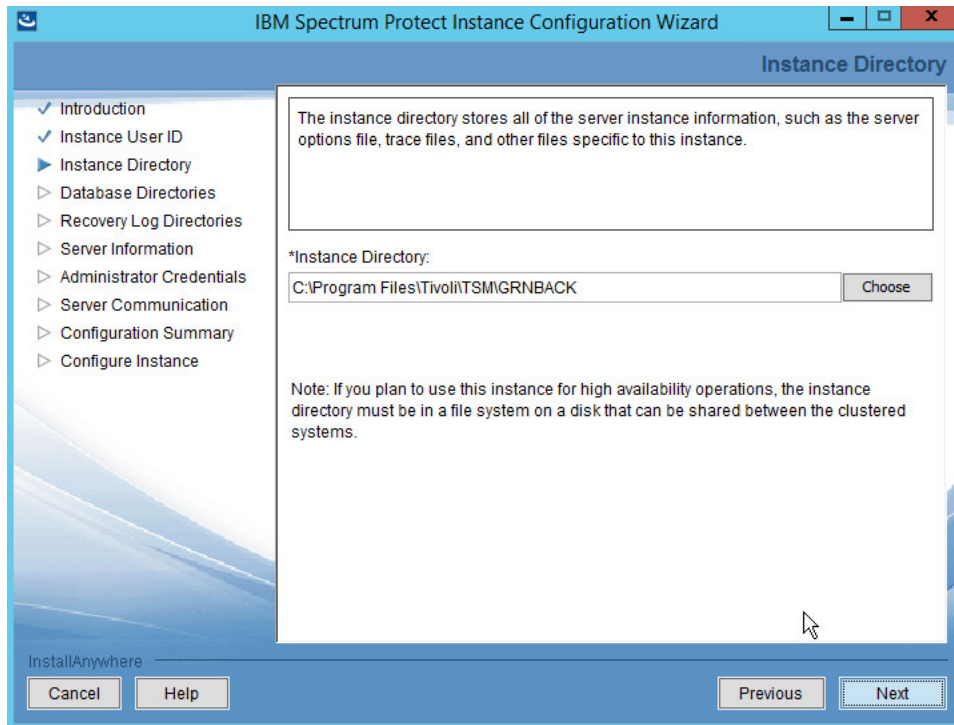 IBM Spectrum Protect Instance Configuration Wizard
Instance Directory
Introduction
Instance User ID
Instance Directory
Database Directories
Recovery Log Directories
Server Information
Administrator Credentials
Server Communication
Configuration Summary
Configure Instance
The instance directory stores all of the server instance information, such as the server
options file, trace files, and other files specific to this instance.
*Instance Directory:
C:\Program Files\Tivoli\TSM\GRNBACK
Choose
Note: If you plan to use this instance for high availability operations, the instance
directory must be in a file system on a disk that can be shared between the clustered
systems.
InstallAnywhere
Cancel Help Previous Next